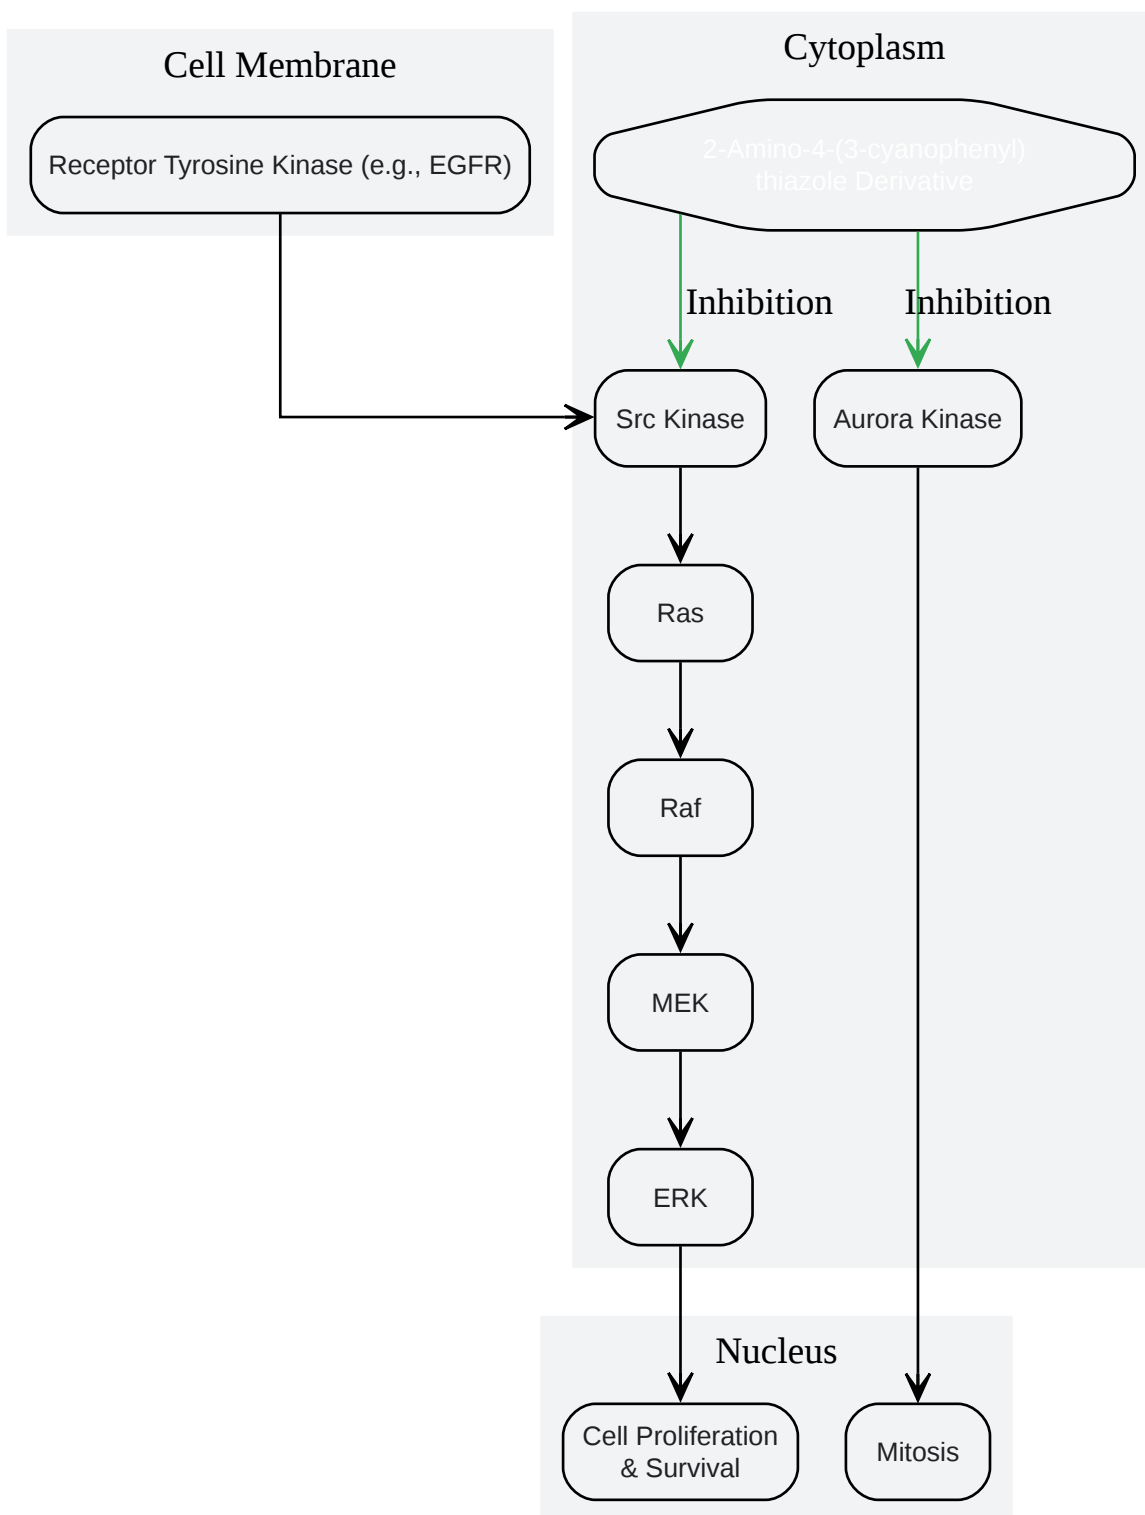 Cell Membrane
Receptor Tyrosine Kinase (e.g., EGFR)
Cytoplasm
2-Amino-4-(3-cyanophenyl)
thiazole Derivative
Inhibition
Inhibition
Src Kinase
Aurora Kinase
Ras
Raf
MEK
ERK
Nucleus
Cell Proliferation
& Survival
Mitosis